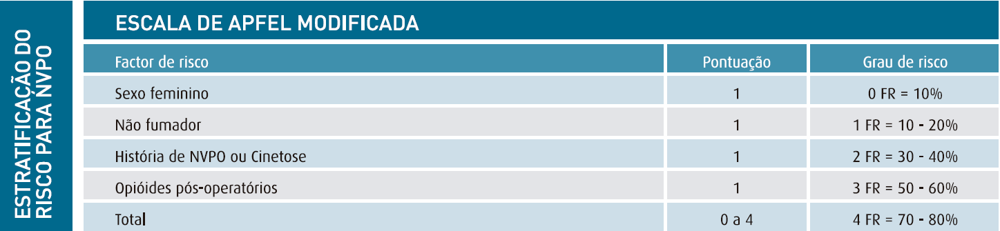 ESTRATIFICAÇÃO DO
RISCO PARA NVPO
ESCALA DE APFEL MODIFICADA
Factor de risco Pontuação Grau de risco
Sexo feminino 1 0 FR = 10%
Não fumador 1 1 FR = 10 - 20%
História de NVPO ou Cinetose 1 2 FR = 30 - 40%
Opióides pós-operatórios 1 3 FR = 50 - 60%
Total 0 a 4 4 FR = 70 - 80%